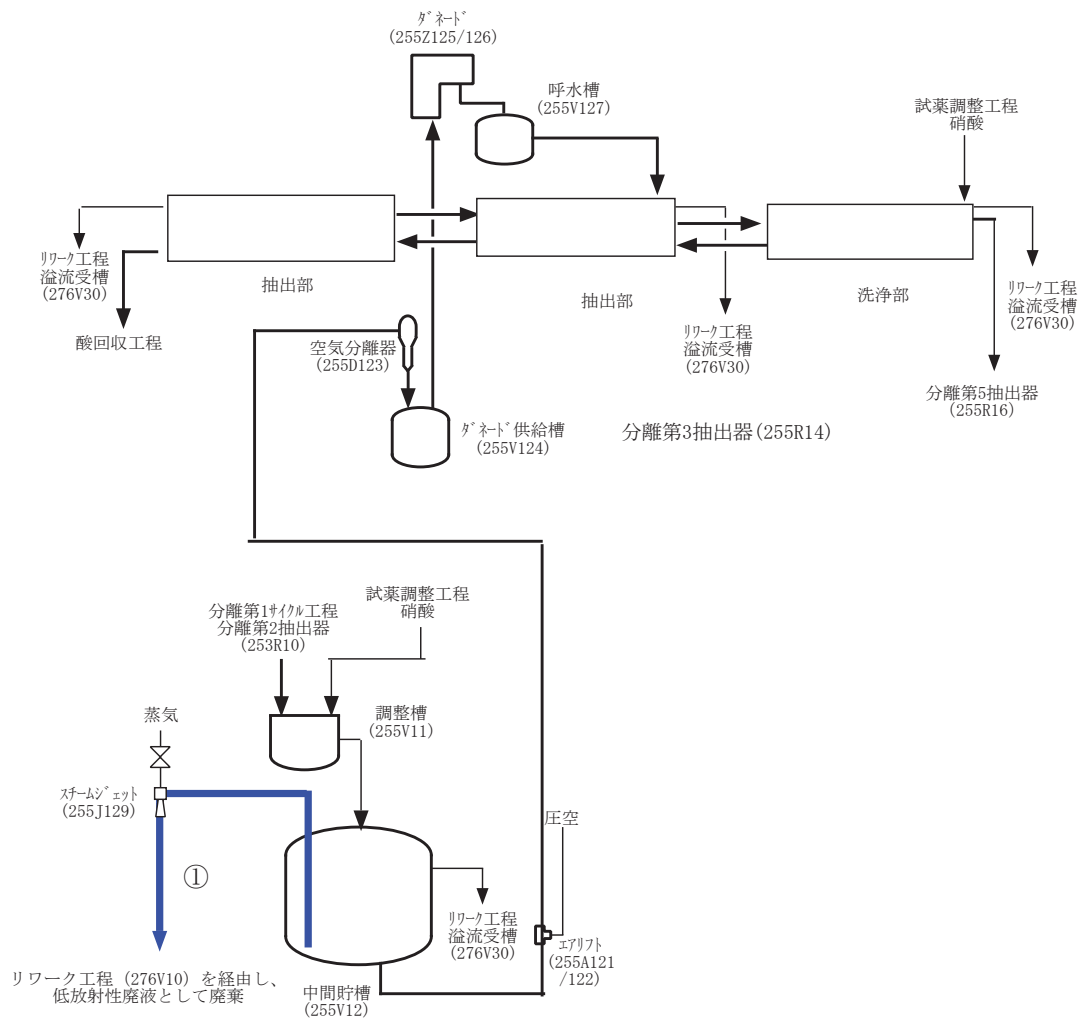 ﾀﾞﾈｰﾄﾞ
(255Z125/126)
呼水槽
(255V127)
試薬調整工程
硝酸
ﾘﾜｰｸ工程
溢流受槽
(276V30)
酸回収工程
抽出部
抽出部
洗浄部
ﾘﾜｰｸ工程
溢流受槽
(276V30)
ﾘﾜｰｸ工程
溢流受槽
(276V30)
空気分離器
(255D123)
ﾀﾞﾈｰﾄﾞ供給槽
(255V124)
分離第3抽出器(255R14)
分離第5抽出器
(255R16)
分離第1ｻｲｸﾙ工程
分離第2抽出器
(253R10)
試薬調整工程
硝酸
調整槽
(255V11)
蒸気
ｽﾁｰﾑｼﾞｪｯﾄ
(255J129)
①
圧空
ﾘﾜｰｸ工程
溢流受槽
(276V30)
ｴｱﾘﾌﾄ
(255A121
/122)
リワーク工程（276V10）を経由し、
低放射性廃液として廃棄
中間貯槽
(255V12)